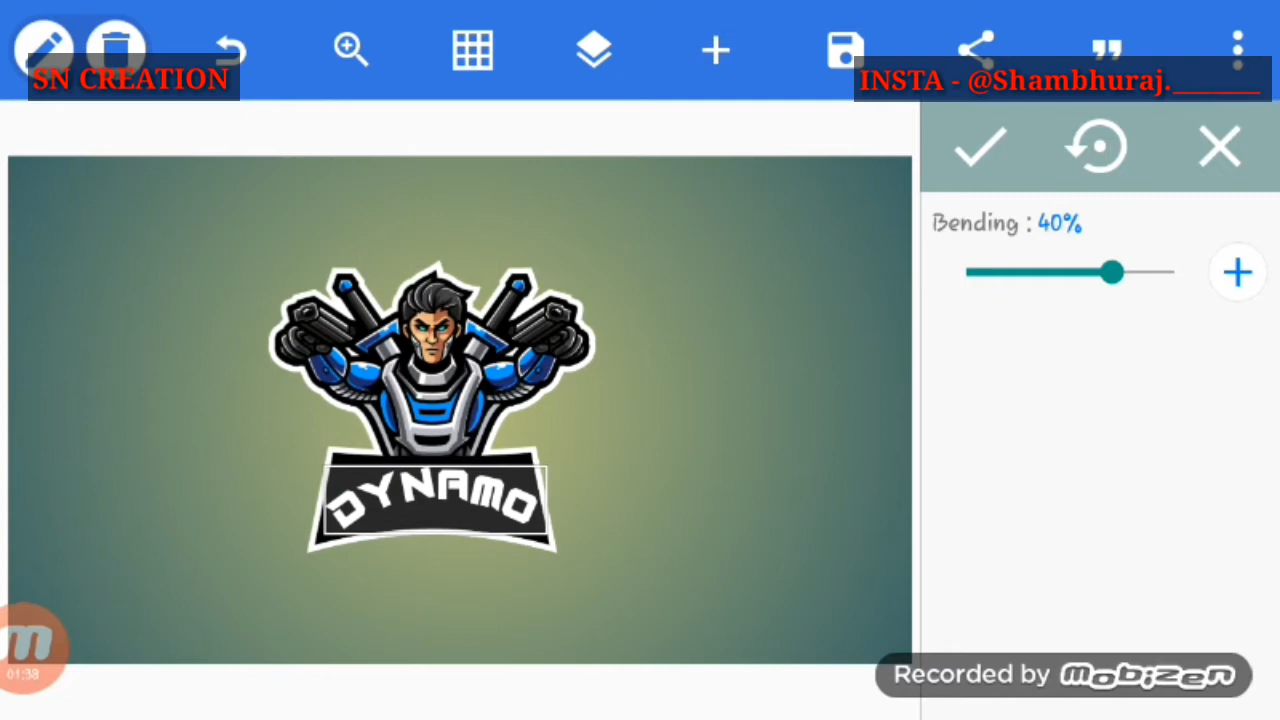 SN CREATION
INSTA - @Shambhuraj._______
Bending : 40%
DYNAMO
01:38
Recorded by mobizen